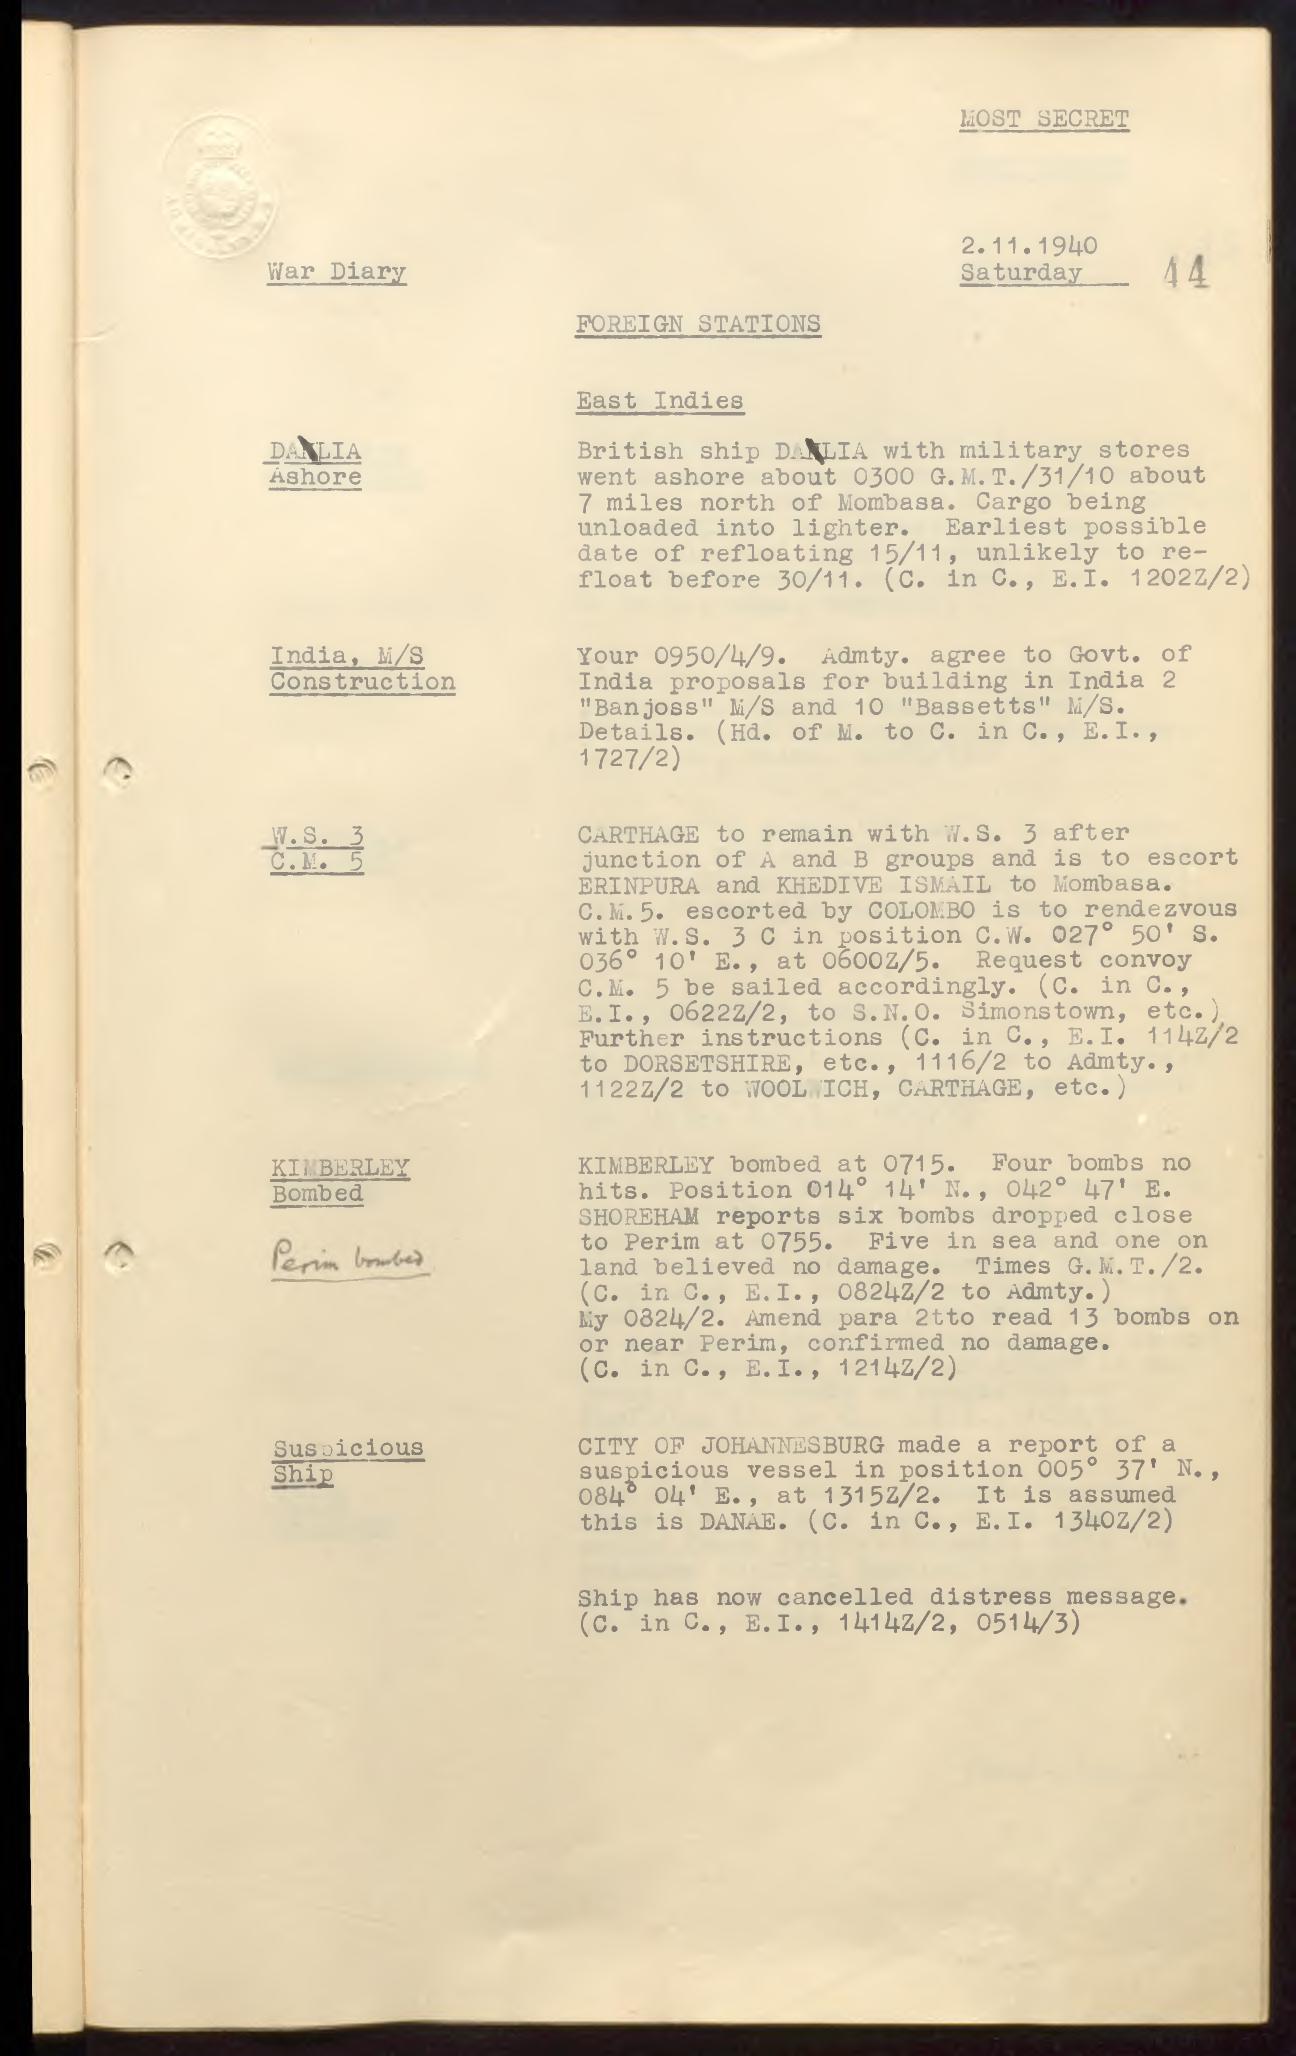 MOST SECRET
2.11.1940
War Diary
Saturday
44
FOREIGN STATIONS
East Indies
Ashore
British ship with military stores
went ashore about 0300 G.M.T./31/10 about
7 miles north of Mombasa. Cargo being
unloaded into lighter. Earliest possible
date of refloating 15/11, unlikely to re-
float before 30/11. (C. in C., E.I. 1202Z/2)
India, M/S
Construction
Your 0950/4/9. Admty. agree to Govt. of
India proposals for building in India 2
"Banjoss" M/S and 10 "Bassetts" M/S.
Details. (Hd. of M. to C. in C., E.I.,
1727/2)
W.S. 3
C.M. 5
CARTHAGE to remain with W.S. 3 after
junction of A and B groups and is to escort
ERINPURA and KHEDIVE ISMAIL to Mombasa.
C.M.5. escorted by COLOMBO is to rendezvous
with W.S. 3 C in position C.W. 027° 50' S.
036° 10' E., at 0600Z/5. Request convoy
C.M. 5 be sailed accordingly. (C. in C.,
E.I., 0622Z/2, to S.N.O. Simonstown, etc.)
Further instructions (C. in C., E.I. 114Z/2
to DORSETSHIRE, etc., 1116/2 to Admty.,
1122Z/2 to WOOLWICH, CARTHAGE, etc.)
KIMBERLEY
Bombed
Perim bombed
KIMBERLEY bombed at 0715. Four bombs no
hits. Position 014° 14' N., 042° 47' E.
SHOREHAM reports six bombs dropped close
to Perim at 0755. Five in sea and one on
land believed no damage. Times G.M.T./2.
(C. in C., E.I., 0824Z/2 to Admty.)
My 0824/2. Amend para 2tto read 13 bombs on
or near Perim, confirmed no damage.
(C. in C., E.I., 1214Z/2)
Suspicious
Ship
CITY OF JOHANNESBURG made a report of a
suspicious vessel in position 005° 37' N.,
084° 04' E., at 1315Z/2. It is assumed
this is DANAE. (C. in C., E.I. 1340Z/2)
Ship has now cancelled distress message.
(C. in C., E.I., 1414Z/2, 0514/3)